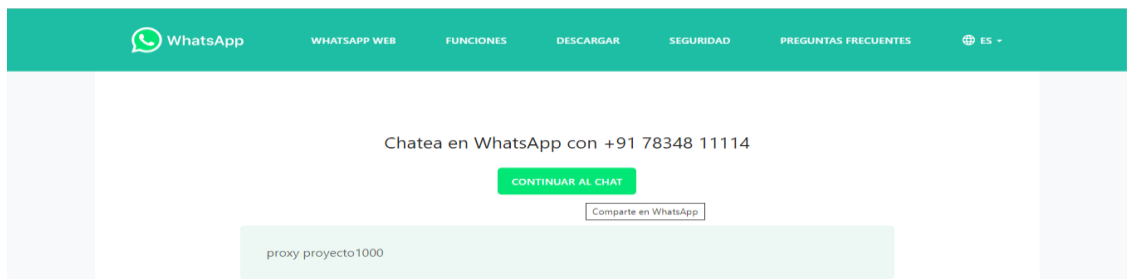 WhatsApp WHATSAPP WEB FUNCIONES DESCARGAR SEGURIDAD PREGUNTAS FRECUENTES ES
Chatea en WhatsApp con +91 78348 11114
CONTINUAR AL CHAT
Comparte en WhatsApp
proxy proyecto1000